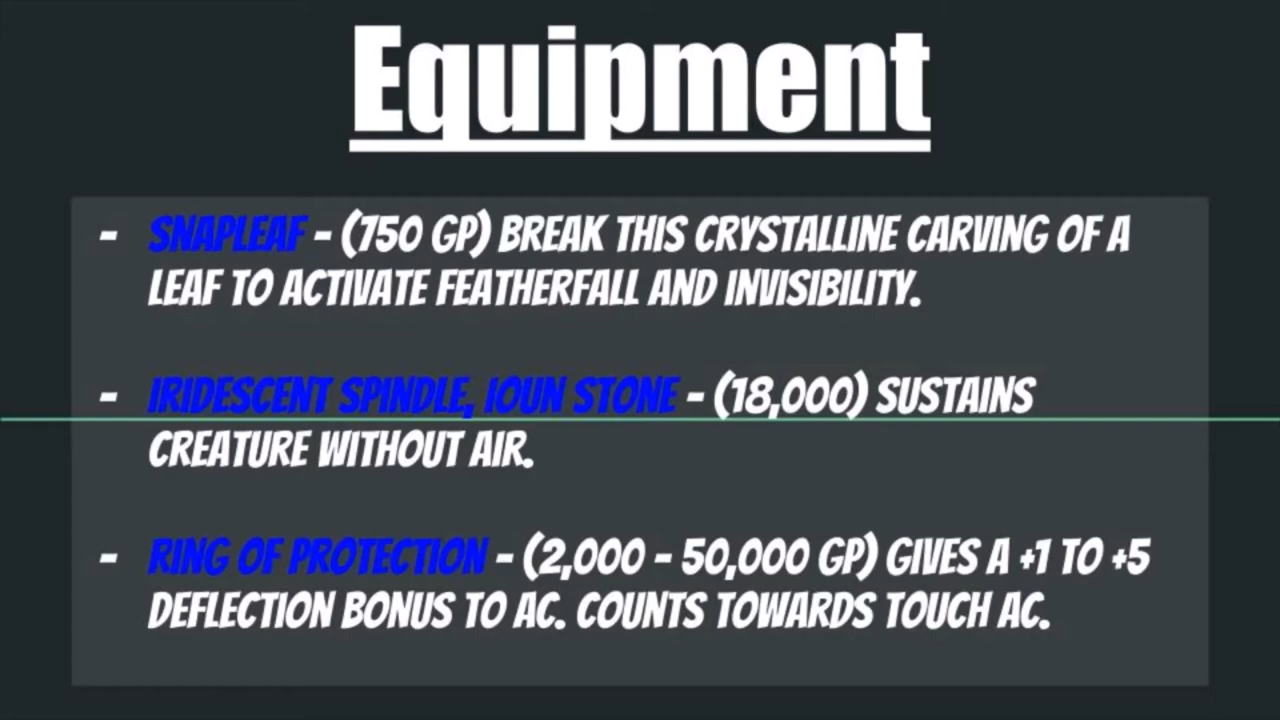 Equipment
- SNAPLEAF - (750 GP) BREAK THIS CRYSTALLINE CARVING OF A
LEAF TO ACTIVATE FEATHERFALL AND INVISIBILITY.
- IRIDESCENT SPINDLE, IOUN STONE - (18,000) SUSTAINS
CREATURE WITHOUT AIR.
- RING OF PROTECTION - (2,000 - 50,000 GP) GIVES A +1 TO +5
DEFLECTION BONUS TO AC. COUNTS TOWARDS TOUCH AC.